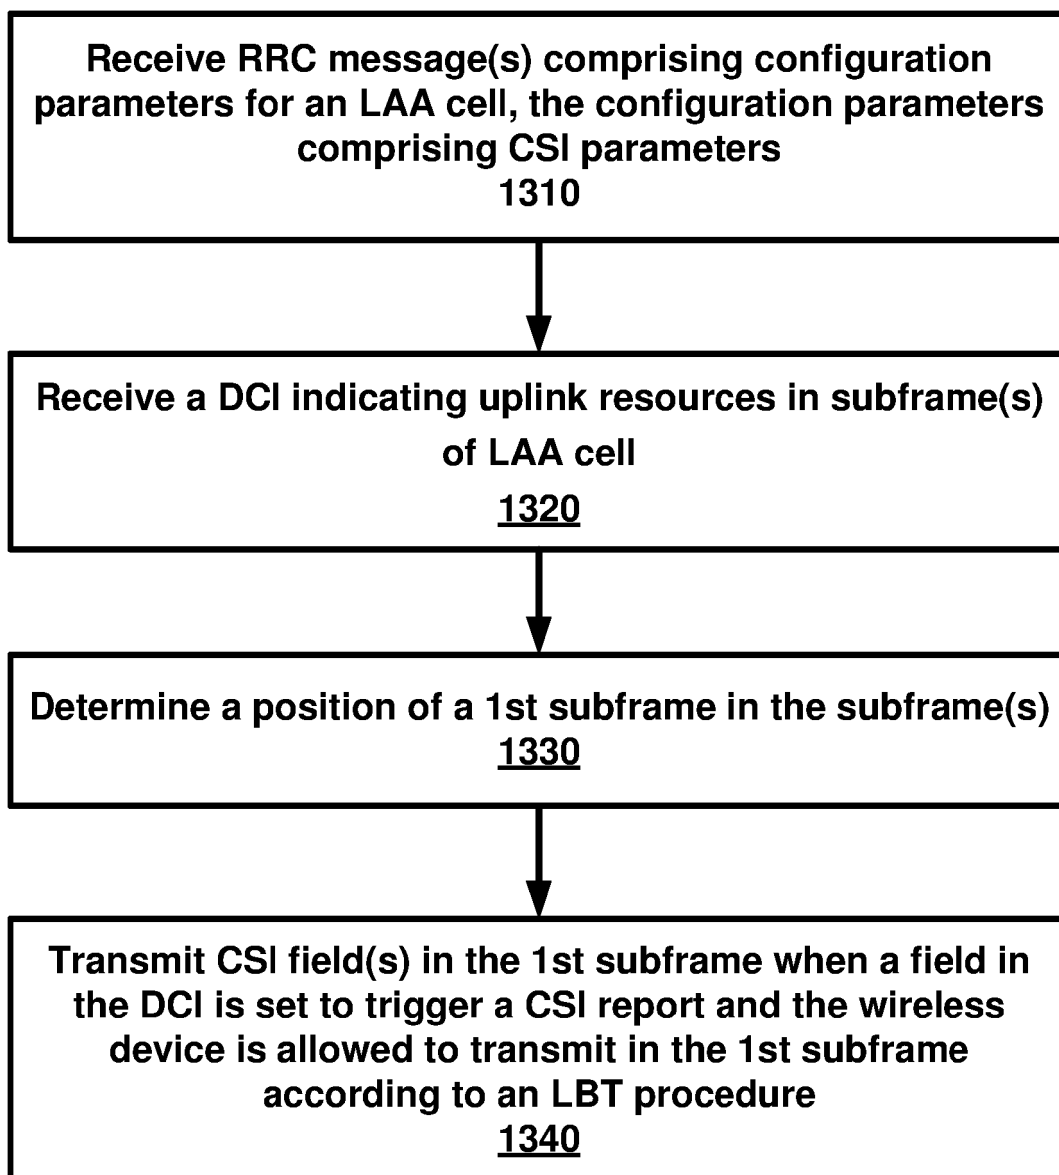 Receive RRC message(s) comprising configuration
parameters for an LAA cell, the configuration parameters
comprising CSI parameters
1310
Receive a DCI indicating uplink resources in subframe(s)
of LAA cell
1320
Determine a position of a 1st subframe in the subframe(s)
1330
Transmit CSI field(s) in the 1st subframe when a field in
the DCI is set to trigger a CSI report and the wireless
device is allowed to transmit in the 1st subframe
according to an LBT procedure
1340